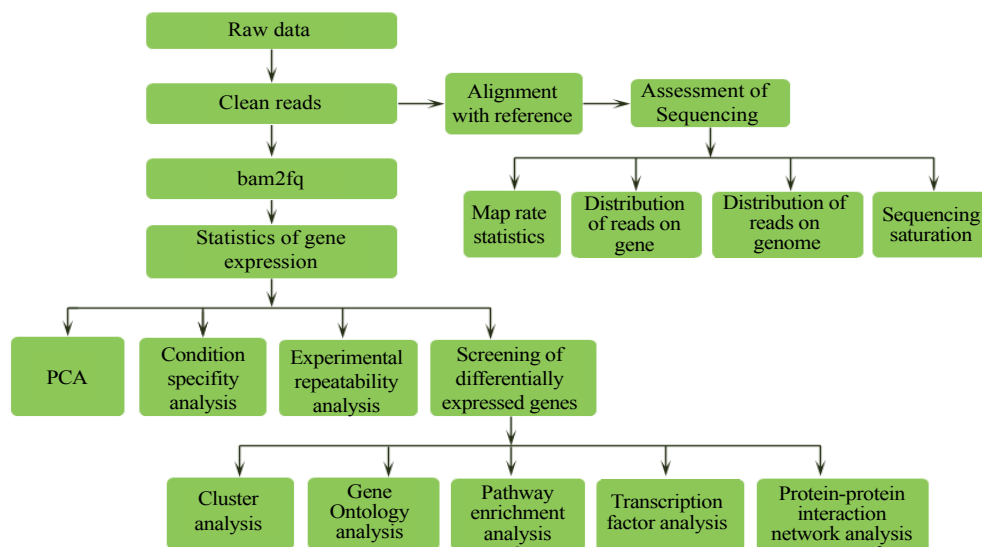 Raw data
Clean reads
Alignment
with reference
Assessment of
Sequencing
bam2fq
Map rate
statistics
Distribution
of reads on
gene
Distribution of
reads on
genome
Sequencing
saturation
Statistics of gene
expression
PCA
Condition
specifity
analysis
Experimental
repeatability
analysis
Screening of
differentially
expressed genes
Cluster
analysis
Gene
Ontology
analysis
Pathway
enrichment
analysis
Transcription
factor analysis
Protein-protein
interaction
network analysis